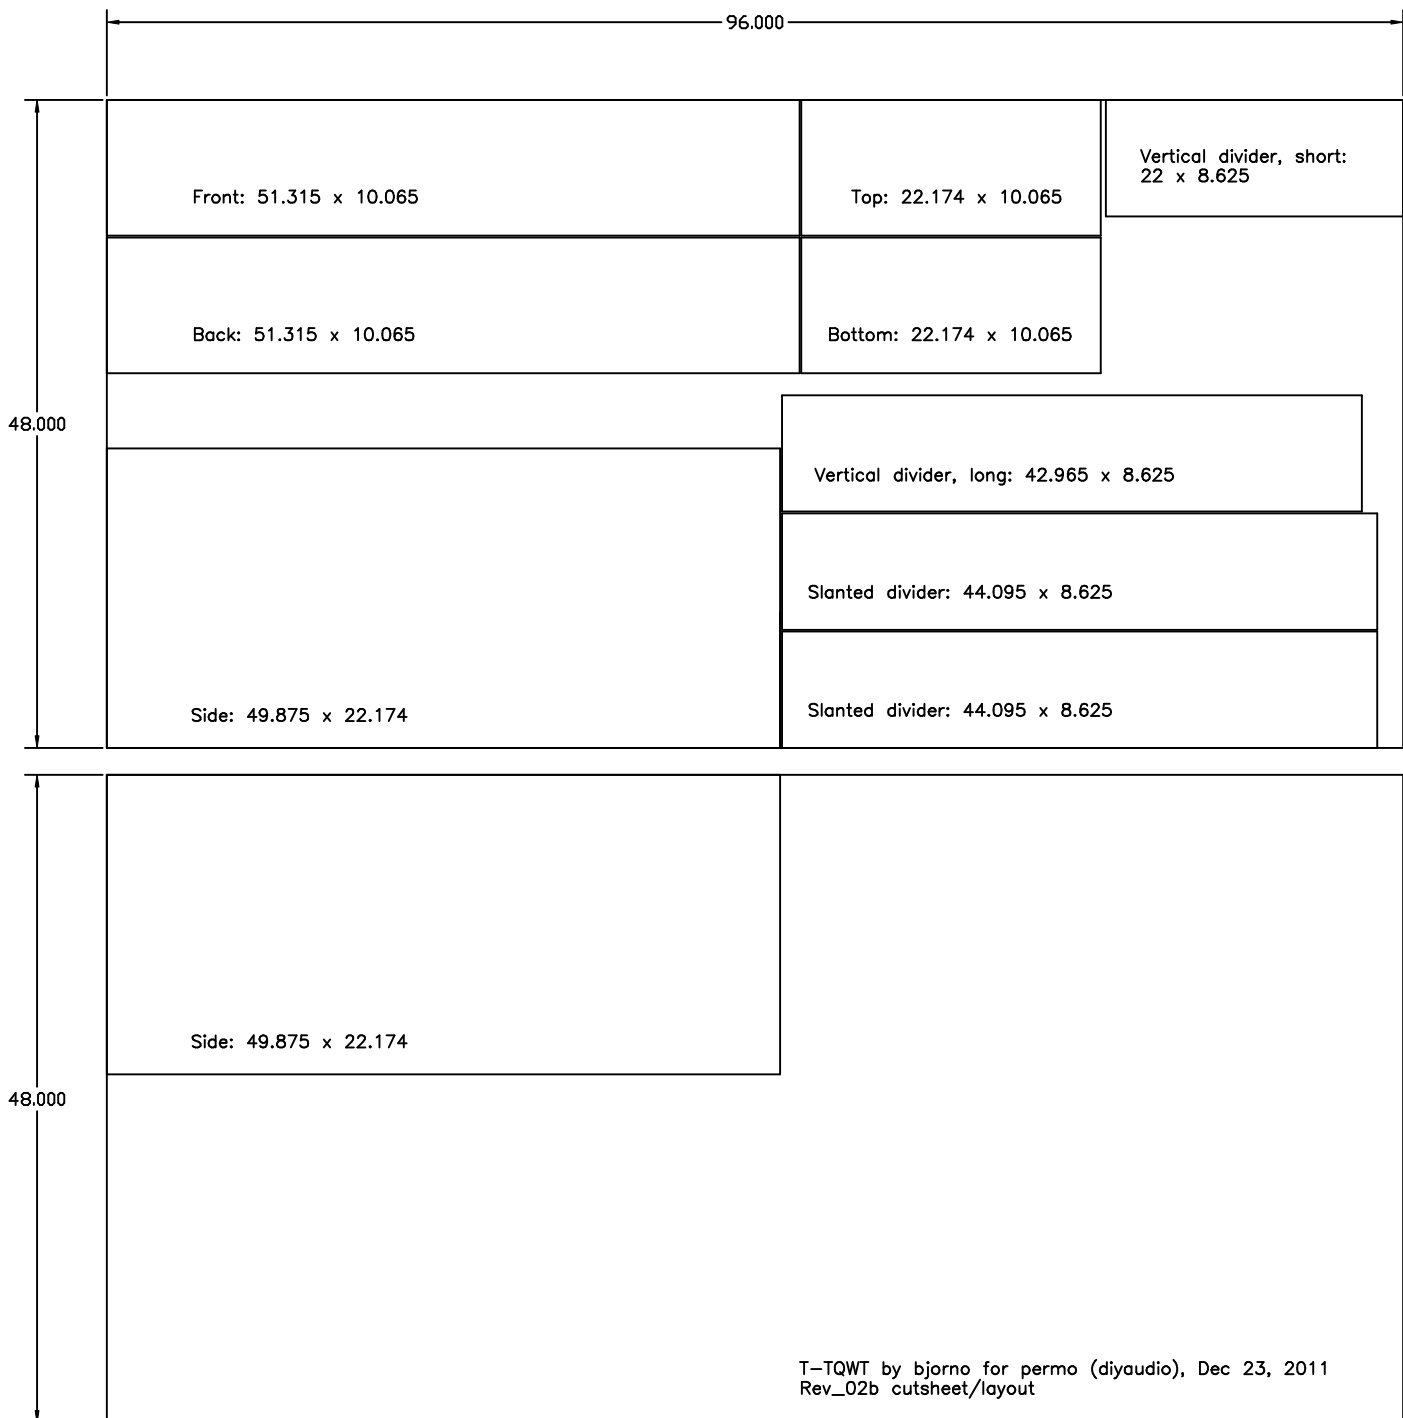 96.000
Front: 51.315 x 10.065
Top: 22.174 x 10.065
Vertical divider, short:
22 x 8.625
Back: 51.315 x 10.065
Bottom: 22.174 x 10.065
48.000
Vertical divider, long: 42.965 x 8.625
Slanted divider: 44.095 x 8.625
Side: 49.875 x 22.174
Slanted divider: 44.095 x 8.625
Side: 49.875 x 22.174
48.000
T-TQWT by bjorno for permo (diyaudio), Dec 23, 2011
Rev_02b cutsheet/layout